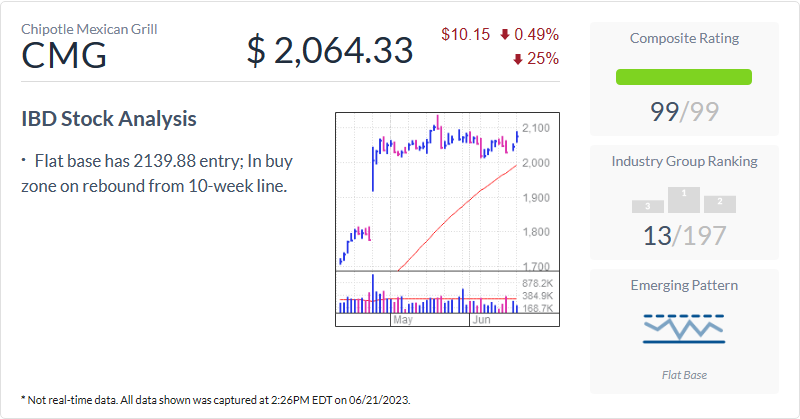 Chipotle Mexican Grill
CMG
$ 2,064.33
$10.15 0.49%
25%
IBD Stock Analysis
· Flat base has 2139.88 entry; In buy
zone on rebound from 10-week line.
2,100
2,000
1,900
1,800
1,700
878.2K
384.9K
168.7K
May Jun
Composite Rating
99/99
Industry Group Ranking
3 1 2
13/197
Emerging Pattern
Flat Base
* Not real-time data. All data shown was captured at 2:26PM EDT on 06/21/2023.